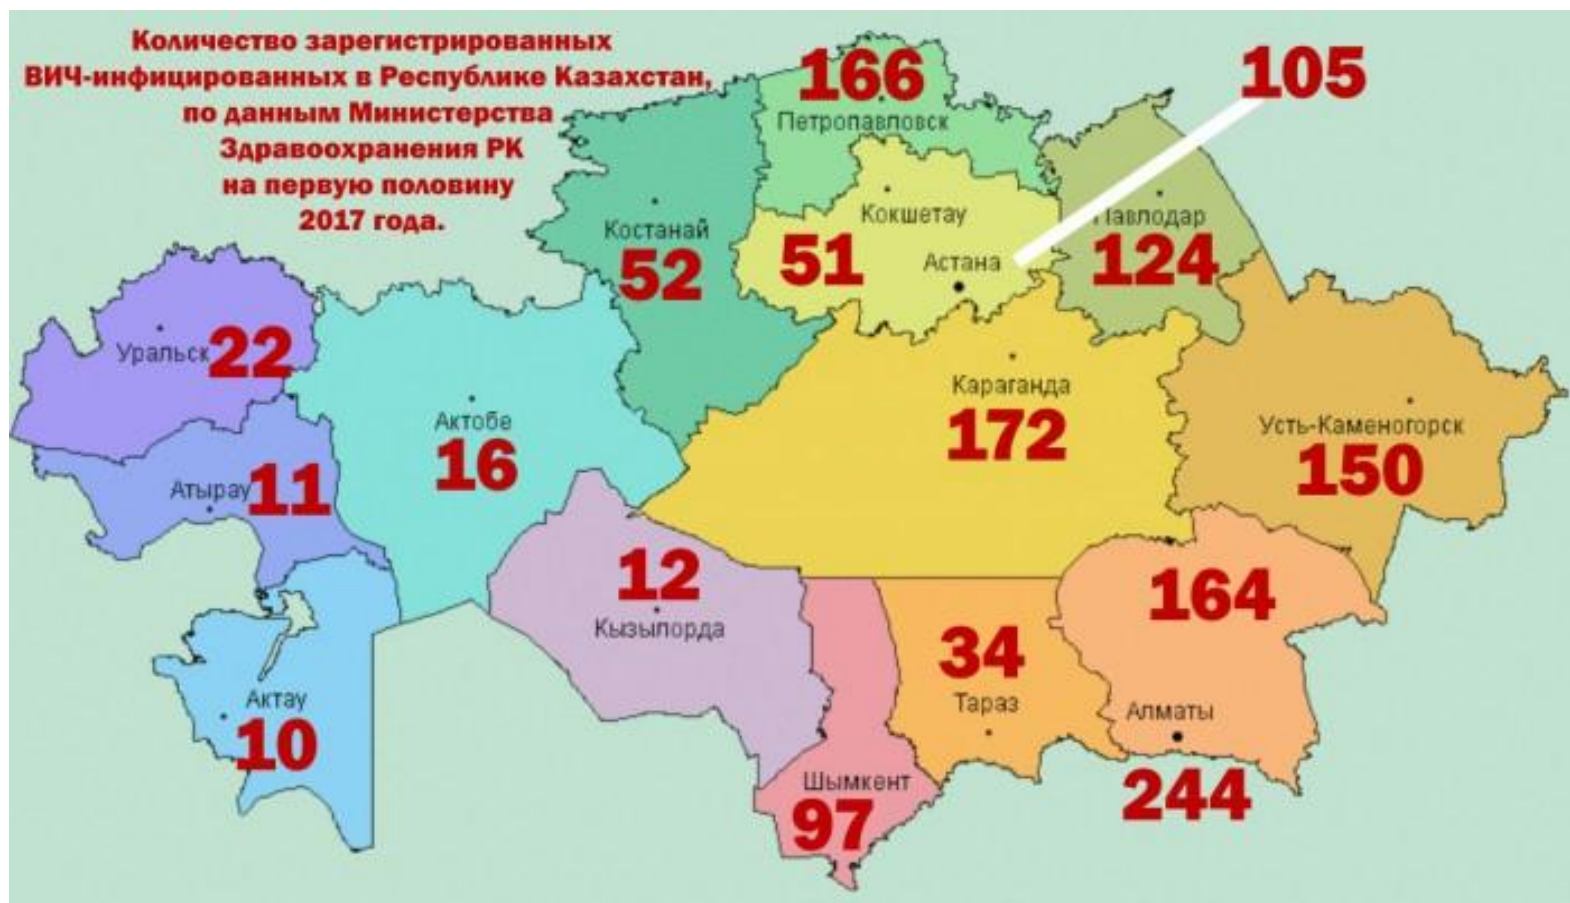 Количество зарегистрированных
ВИЧ-инфицированных в Республике Казахстан,
по данным Министерства
Здравоохранения РК
на первую половину
2017 года.
166
Петропавловск
105
Костанай
52
Кокшетау
51
Астана
Павлодар
124
Уральск 22
Актобе
16
Караганда
172
Усть-Каменогорск
150
Атырау 11
12
Кызылорда
164
34
Тараз
Актау
10
Алматы
244
Шымкент
97